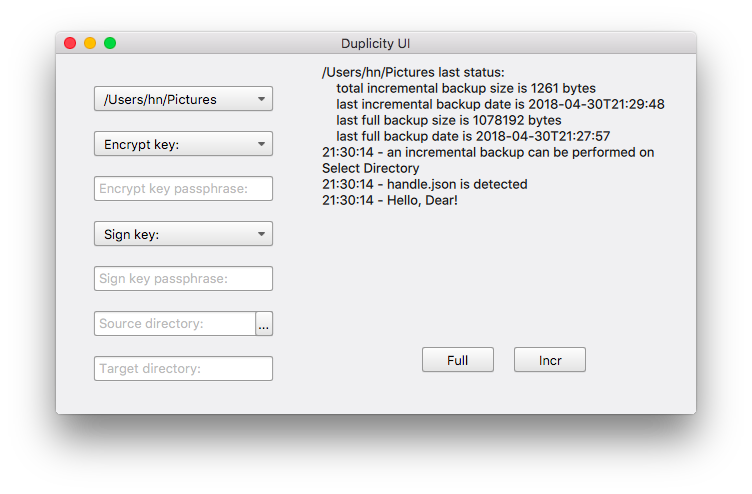 Duplicity UI
/Users/hn/Pictures
Encrypt key:
Encrypt key passphrase:
Sign key:
Sign key passphrase:
Source directory:
...
Target directory:
/Users/hn/Pictures last status:
total incremental backup size is 1261 bytes
last incremental backup date is 2018-04-30T21:29:48
last full backup size is 1078192 bytes
last full backup date is 2018-04-30T21:27:57
21:30:14 - an incremental backup can be performed on
Select Directory
21:30:14 - handle.json is detected
21:30:14 - Hello, Dear!
Full
Incr